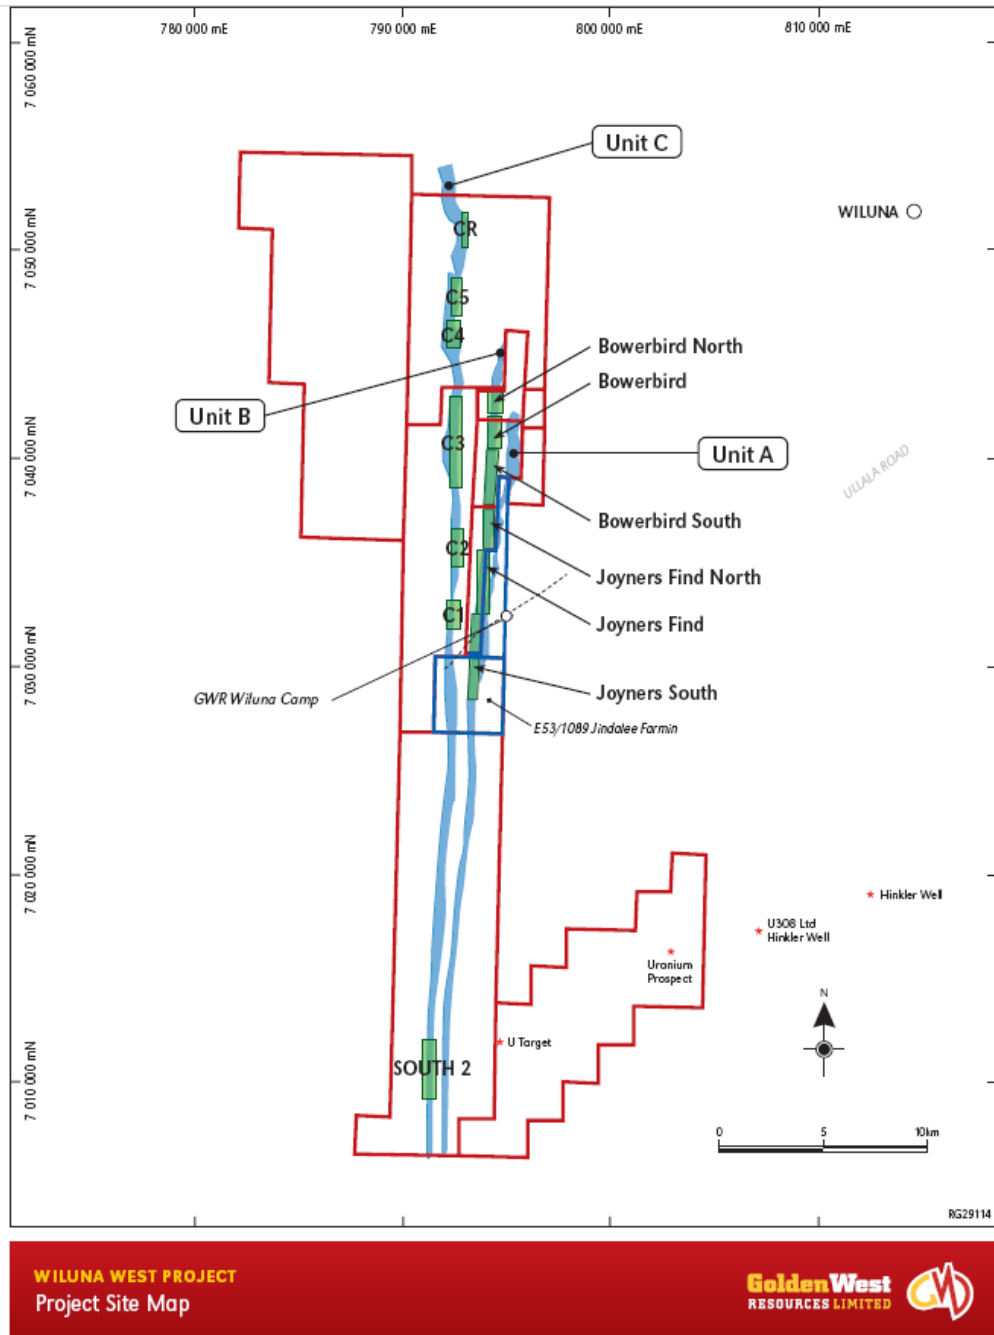 780 000 mE
790 000 mE
800 000 mE
810 000 mE
7 060 000 mN
7 050 000 mN
7 040 000 mN
7 030 000 mN
7 020 000 mN
7 010 000 mN
Unit C
WILUNA
CR
C5
C4
Bowerbird North
Bowerbird
Unit B
C3
Unit A
ULLALA ROAD
Bowerbird South
C2
Joyners Find North
C1
Joyners Find
GWR Wiluna Camp
Joyners South
E53/1089 Jindalee Farmin
Hinkler Well
U308 Ltd
Hinkler Well
Uranium
Prospect
N
U Target
SOUTH 2
0
5
10km
RG29114
WILUNA WEST PROJECT
Project Site Map
GoldenWest
RESOURCES LIMITED